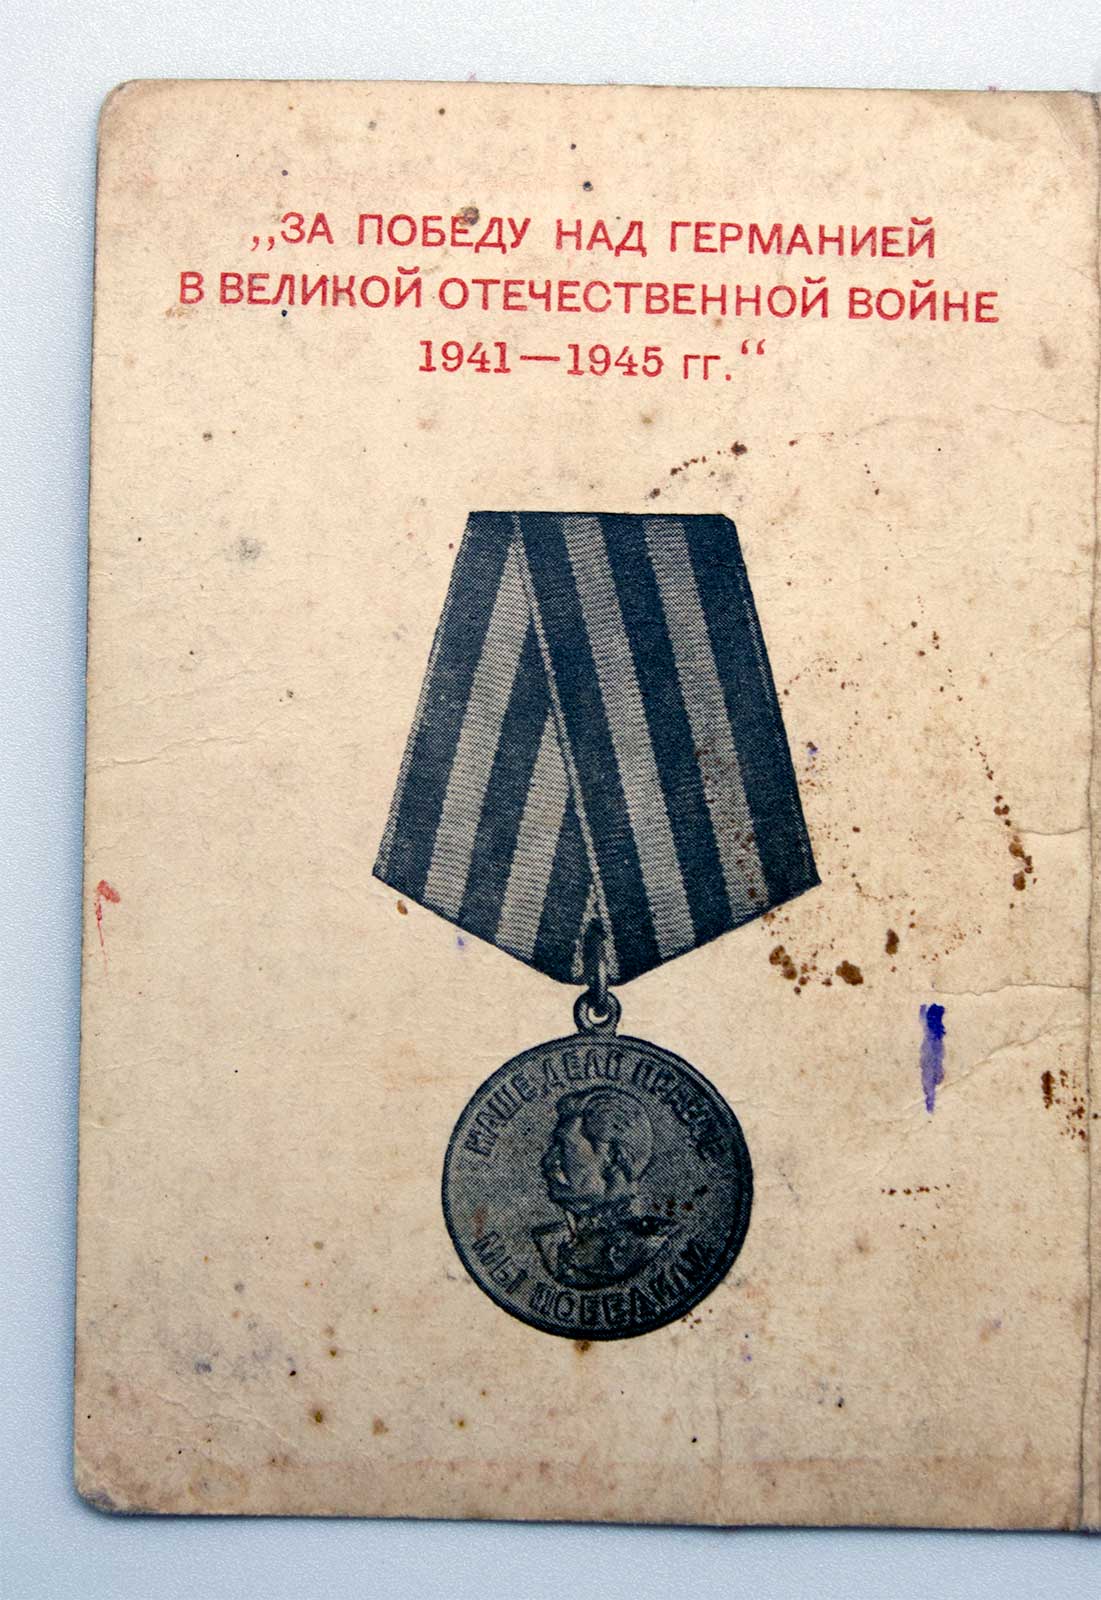 „ЗА ПОБЕДУ НАД ГЕРМАНИЕЙ
В ВЕЛИКОЙ ОТЕЧЕСТВЕННОЙ ВОЙНЕ
1941—1945 гг.“
НАШЕ ДЕЛО ПРАВОЕ
МЫ ПОБЕДИЛИ